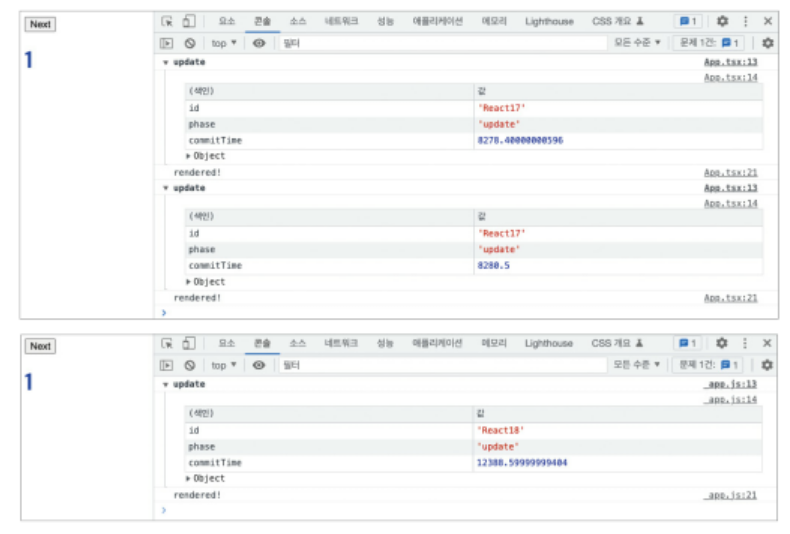 Next
요소 콘솔 소스 네트워크 성능 애플리케이션 메모리 Lighthouse CSS 개요 1
top 필터 모든 수준 문제 1건: 1
1
update App.tsx:13
App.tsx:14
(색인) 값
id 'React17'
phase 'update'
commitTime 8278.40000000596
Object
rendered! App.tsx:21
update App.tsx:13
App.tsx:14
(색인) 값
id 'React17'
phase 'update'
commitTime 8280.5
Object
rendered! App.tsx:21
Next
요소 콘솔 소스 네트워크 성능 애플리케이션 메모리 Lighthouse CSS 개요 1
top 필터 모든 수준 문제 1건: 1
1
update _app.js:13
_app.js:14
(색인) 값
id 'React18'
phase 'update'
commitTime 12388.59999999404
Object
rendered! _app.js:21